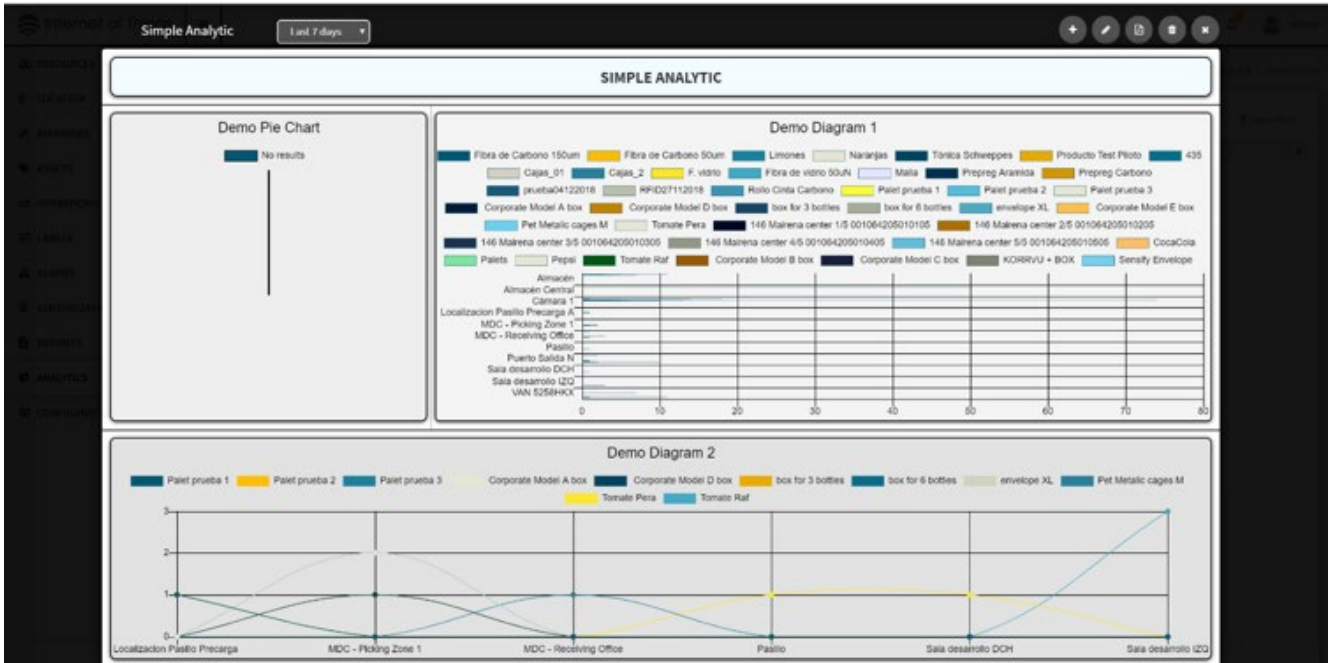 Internet of Things
Simple Analytic Last 7 days
RESOURCES
LOCATION
ASSETS
OPERATIONS
LABELS
ALARMS
REPORTS
ANALYTICS
SIMPLE ANALYTIC
Demo Pie Chart
No results
Demo Diagram 1
Fibra de Carbono 150um Fibra de Carbono 50um Limones Naranjas Tónica Schweppes Producto Test Piloto 435
Cajas_01 Cajas_2 F. vidrio Fibra de vidrio 50uN Malla Prepreg Aramida Prepreg Carbono
prueba04122018 RFID27112018 Rollo Cinta Carbono Palet prueba 1 Palet prueba 2 Palet prueba 3
Corporate Model A box Corporate Model D box box for 3 bottles box for 6 bottles envelope XL Corporate Model E box
Pet Metalic cages M Tomate Pera 146 Mairena center 1/5 001064205010105 146 Mairena center 2/5 001064205010205
146 Mairena center 3/5 001064205010305 146 Mairena center 4/5 001064205010405 146 Mairena center 5/5 001064205010505 CocaCola
Palets Pepsi Tomate Raf Corporate Model B box Corporate Model C box KORRVU + BOX Sensify Envelope
Almacén
Almacén Central
Cámara 1
Localizacion Pasillo Precarga A
MDC - Picking Zone 1
MDC - Receiving Office
Pasillo
Puerto Salida N
Sala desarrollo DCH
Sala desarrollo IZQ
VAN 5258HKX
0 10 20 30 40 50 60 70 80
Demo Diagram 2
Palet prueba 1 Palet prueba 2 Palet prueba 3 Corporate Model A box Corporate Model D box box for 3 bottles box for 6 bottles envelope XL Pet Metalic cages M
Tomate Pera Tomate Raf
3
2
1
0
Localizacion Pasillo Precarga MDC - Picking Zone 1 MDC - Receiving Office Pasillo Sala desarrollo DCH Sala desarrollo IZQ